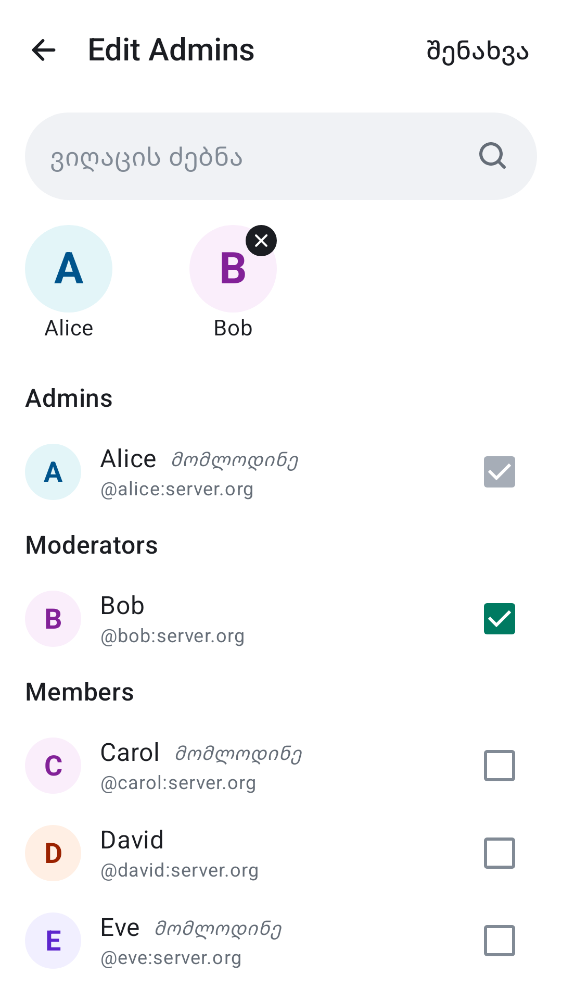 Edit Admins შენახვა
ვიღაცის ძებნა
A B
Alice Bob
Admins
A Alice მომლოდინე
@alice:server.org
Moderators
B Bob
@bob:server.org
Members
C Carol მომლოდინე
@carol:server.org
D David
@david:server.org
E Eve მომლოდინე
@eve:server.org